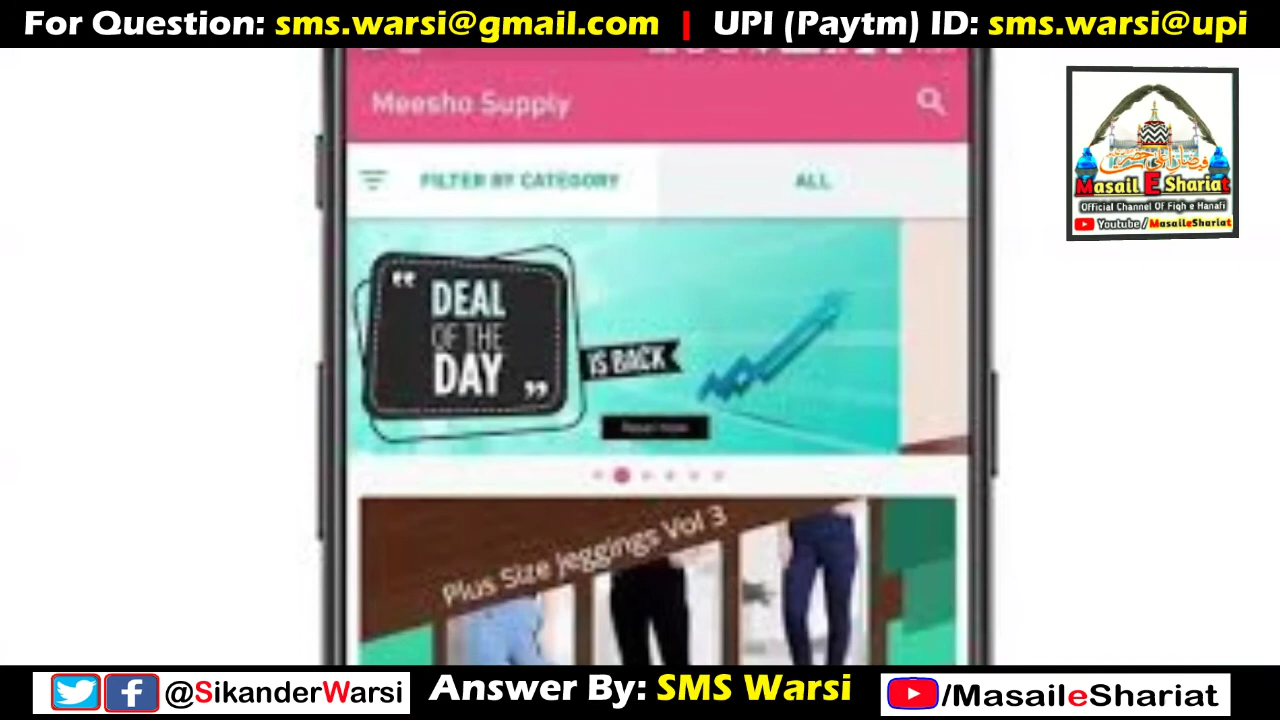 For Question: sms.warsi@gmail.com | UPI (Paytm) ID: sms.warsi@upi
Meesho Supply
FILTER BY CATEGORY
ALL
“ DEAL
OF THE
DAY ”
IS BACK
Read More
Plus Size Jeggings Vol 3
Masail E Shariat
Official Channel Of Fiqh e Hanafi
Youtube / MasaileShariat
@SikanderWarsi
Answer By: SMS Warsi
/MasaileShariat